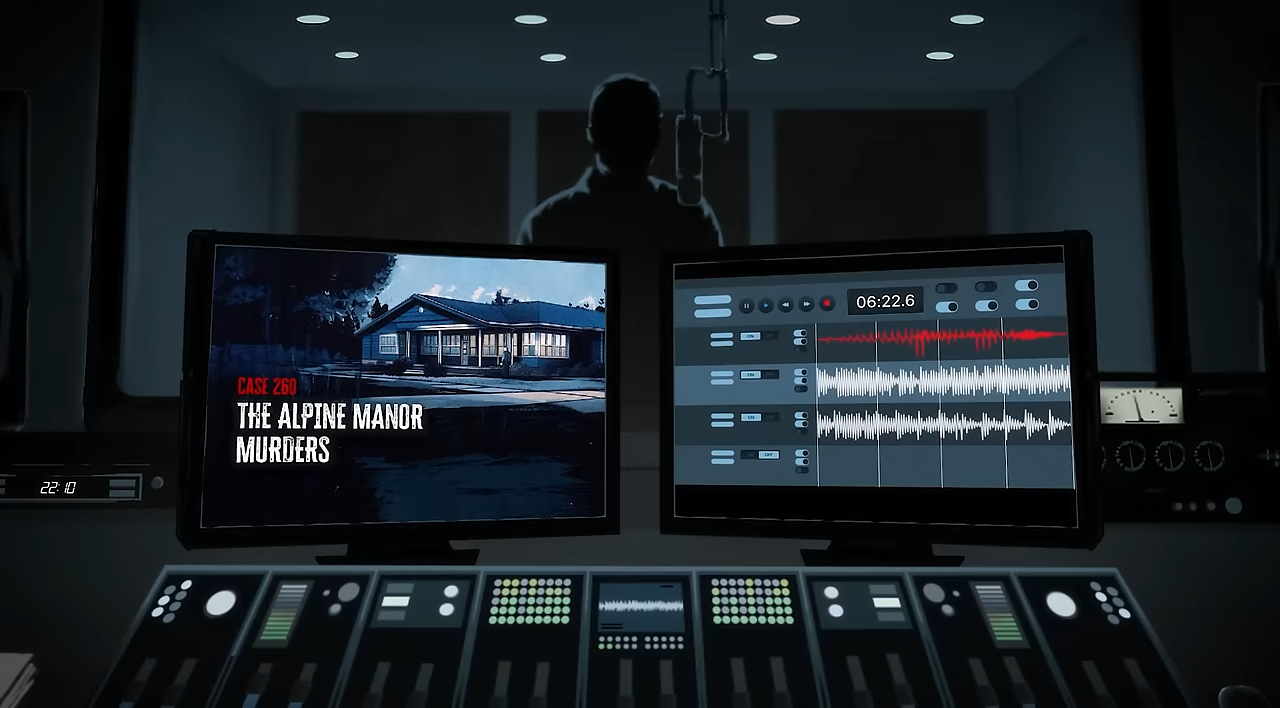 CASE 260
THE ALPINE MANOR
MURDERS
06:22.6
ON
ON
ON
OFF
22:10